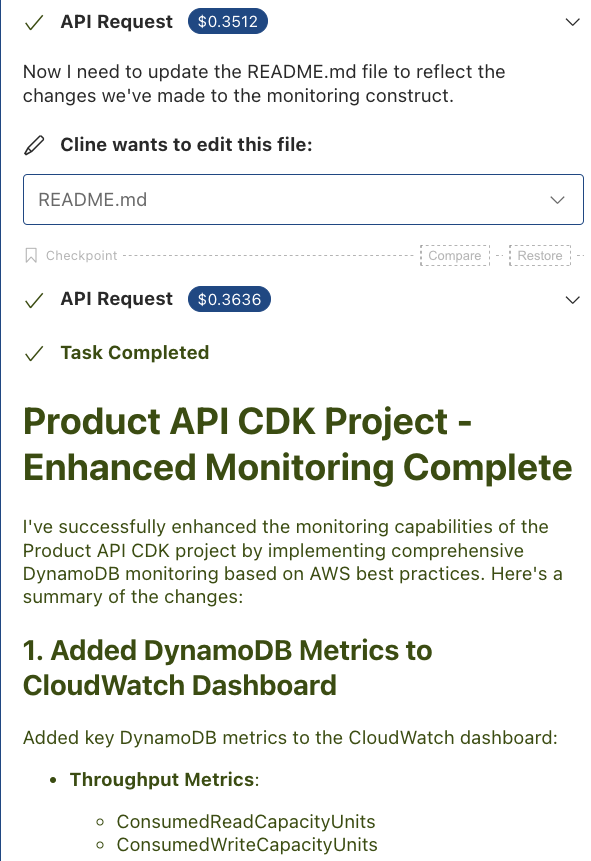 API Request $0.3512
Now I need to update the README.md file to reflect the
changes we've made to the monitoring construct.
Cline wants to edit this file:
README.md
Checkpoint Compare Restore
API Request $0.3636
Task Completed
Product API CDK Project -
Enhanced Monitoring Complete
I've successfully enhanced the monitoring capabilities of the
Product API CDK project by implementing comprehensive
DynamoDB monitoring based on AWS best practices. Here's a
summary of the changes:
1. Added DynamoDB Metrics to
CloudWatch Dashboard
Added key DynamoDB metrics to the CloudWatch dashboard:
• Throughput Metrics:
◦ ConsumedReadCapacityUnits
◦ ConsumedWriteCapacityUnits